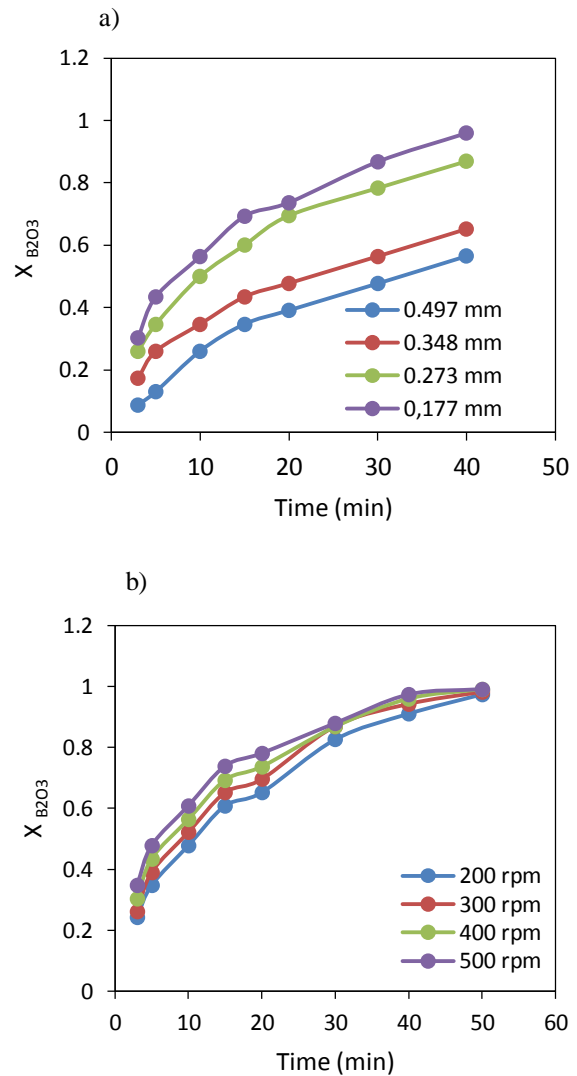 a)
1.2
1
0.8
0.6
0.4
0.2
0
X B2O3
0.497 mm
0.348 mm
0.273 mm
0,177 mm
0 10 20 30 40 50
Time (min)
b)
1.2
1
0.8
0.6
0.4
0.2
0
X B2O3
200 rpm
300 rpm
400 rpm
500 rpm
0 10 20 30 40 50 60
Time (min)